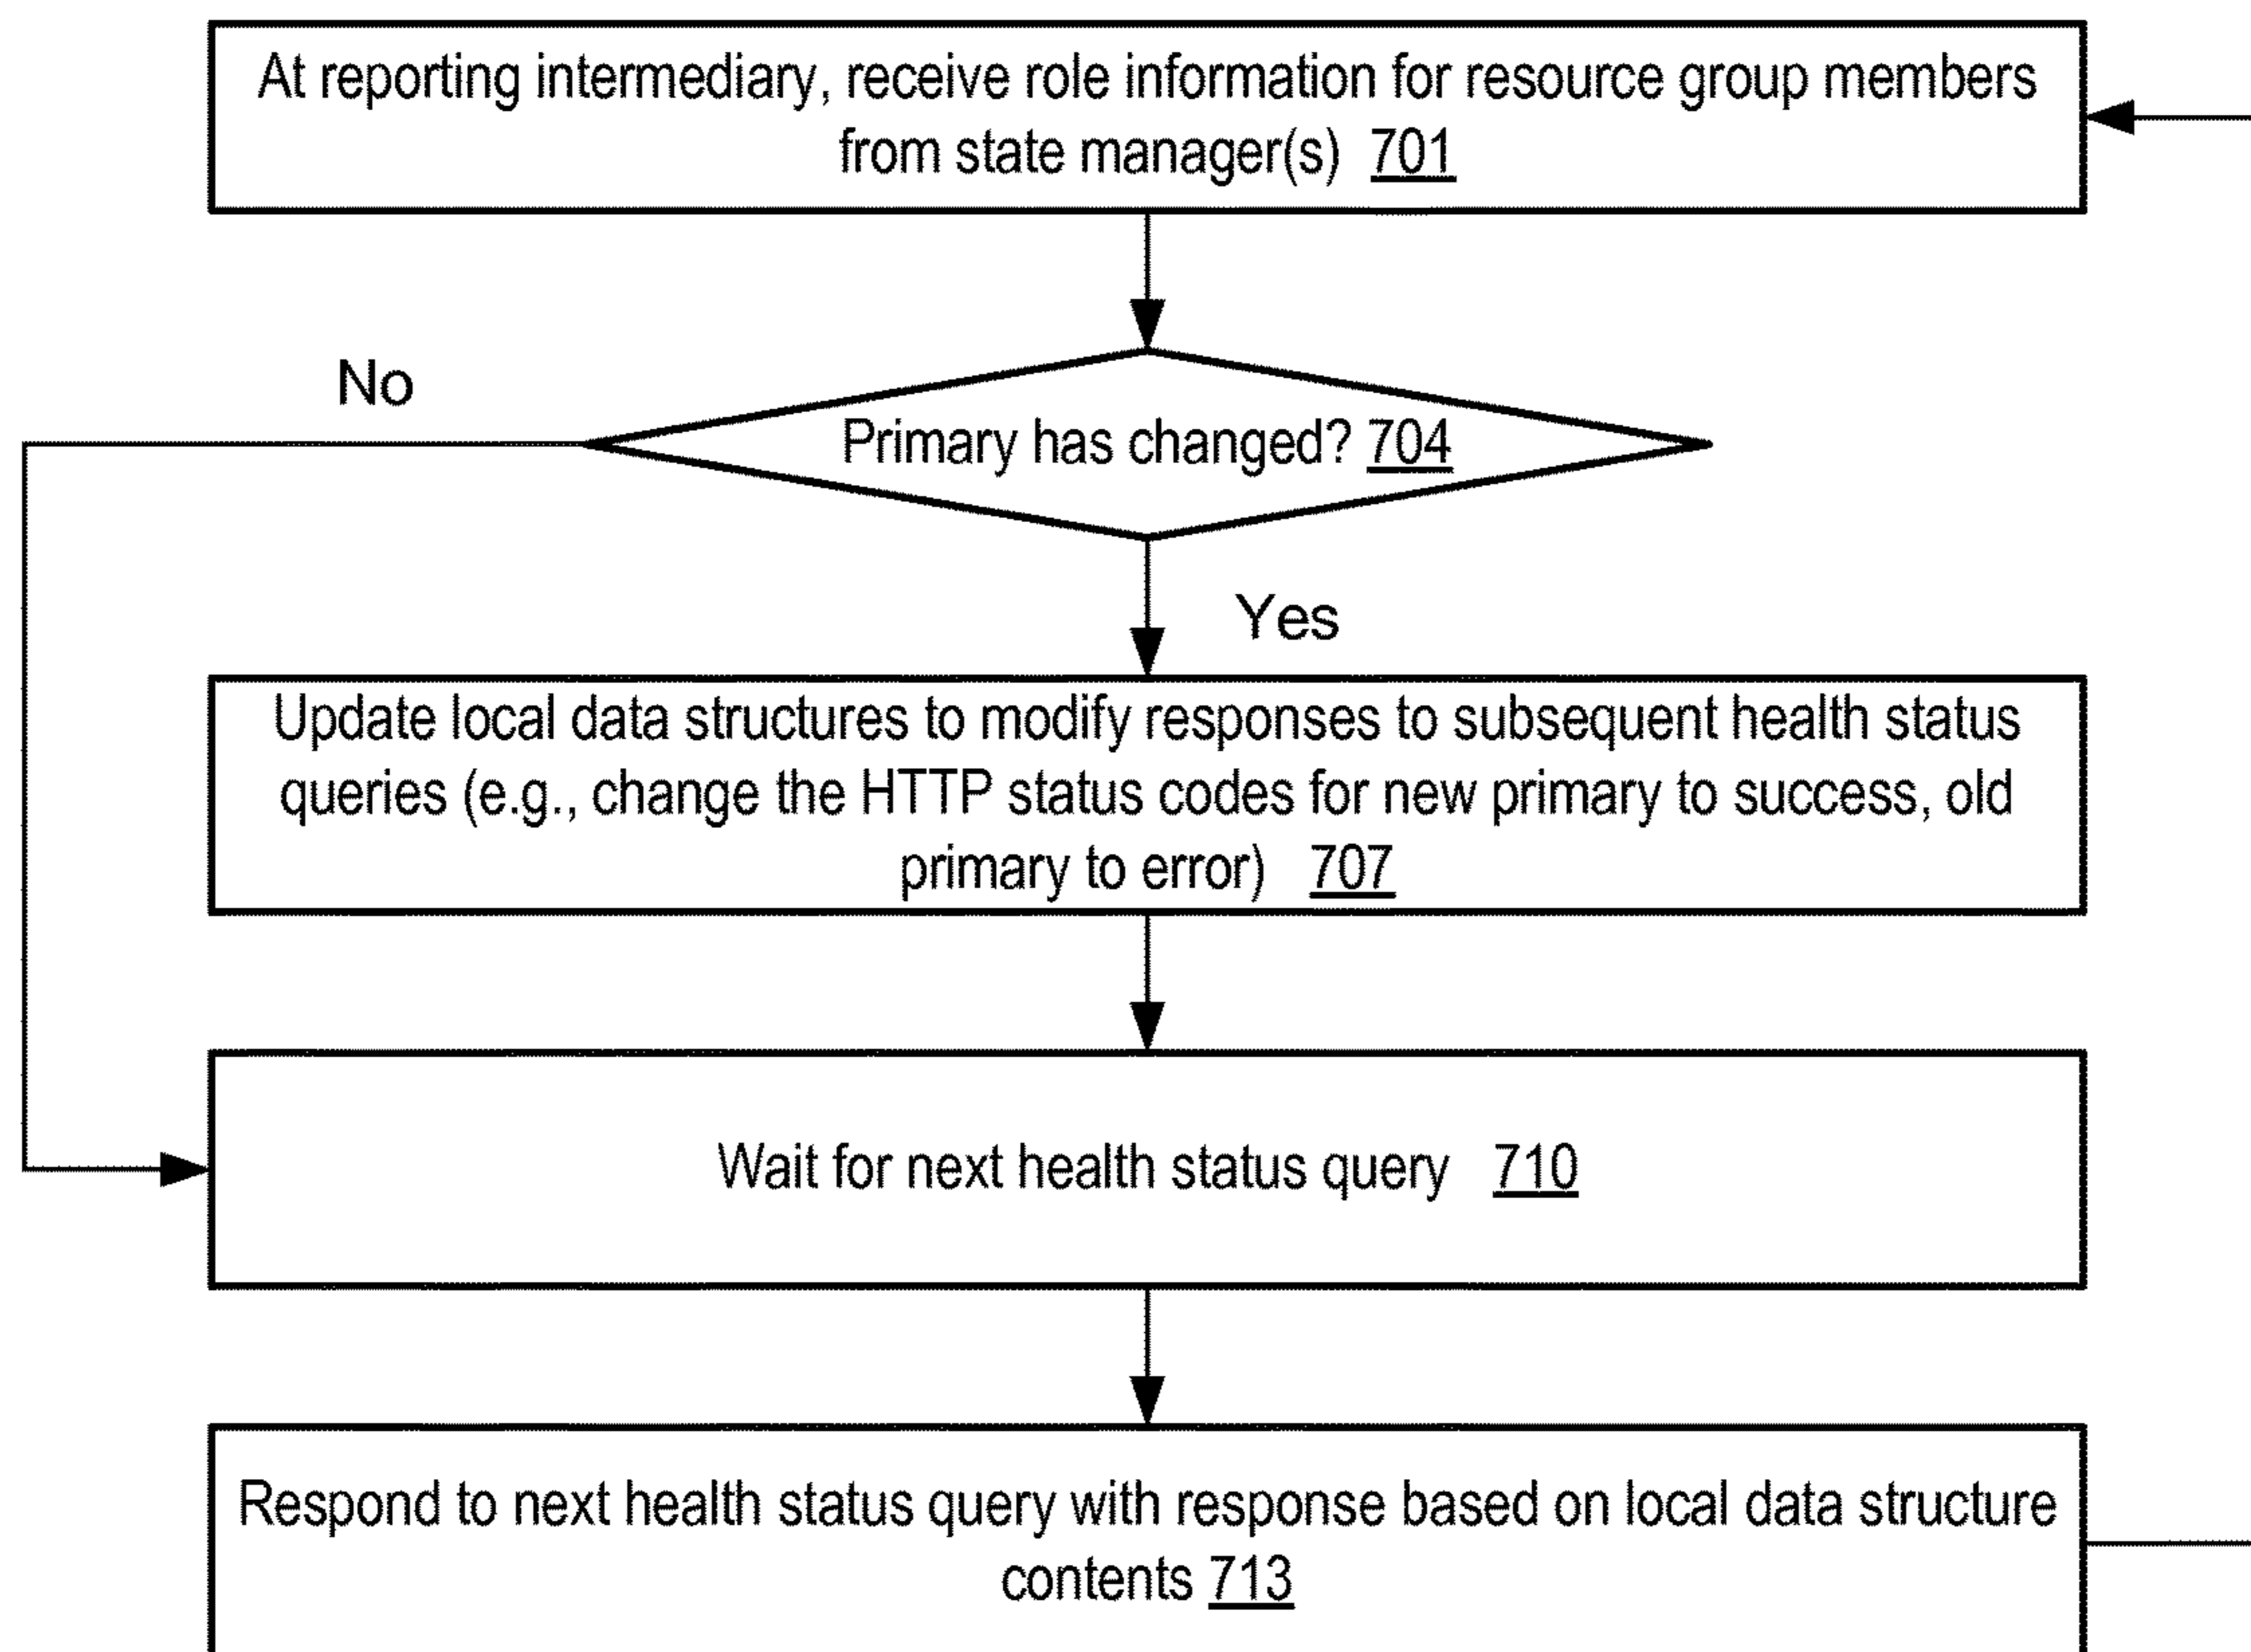 At reporting intermediary, receive role information for resource group members
from state manager(s) 701
No
Primary has changed? 704
Yes
Update local data structures to modify responses to subsequent health status
queries (e.g., change the HTTP status codes for new primary to success, old
primary to error) 707
Wait for next health status query 710
Respond to next health status query with response based on local data structure
contents 713